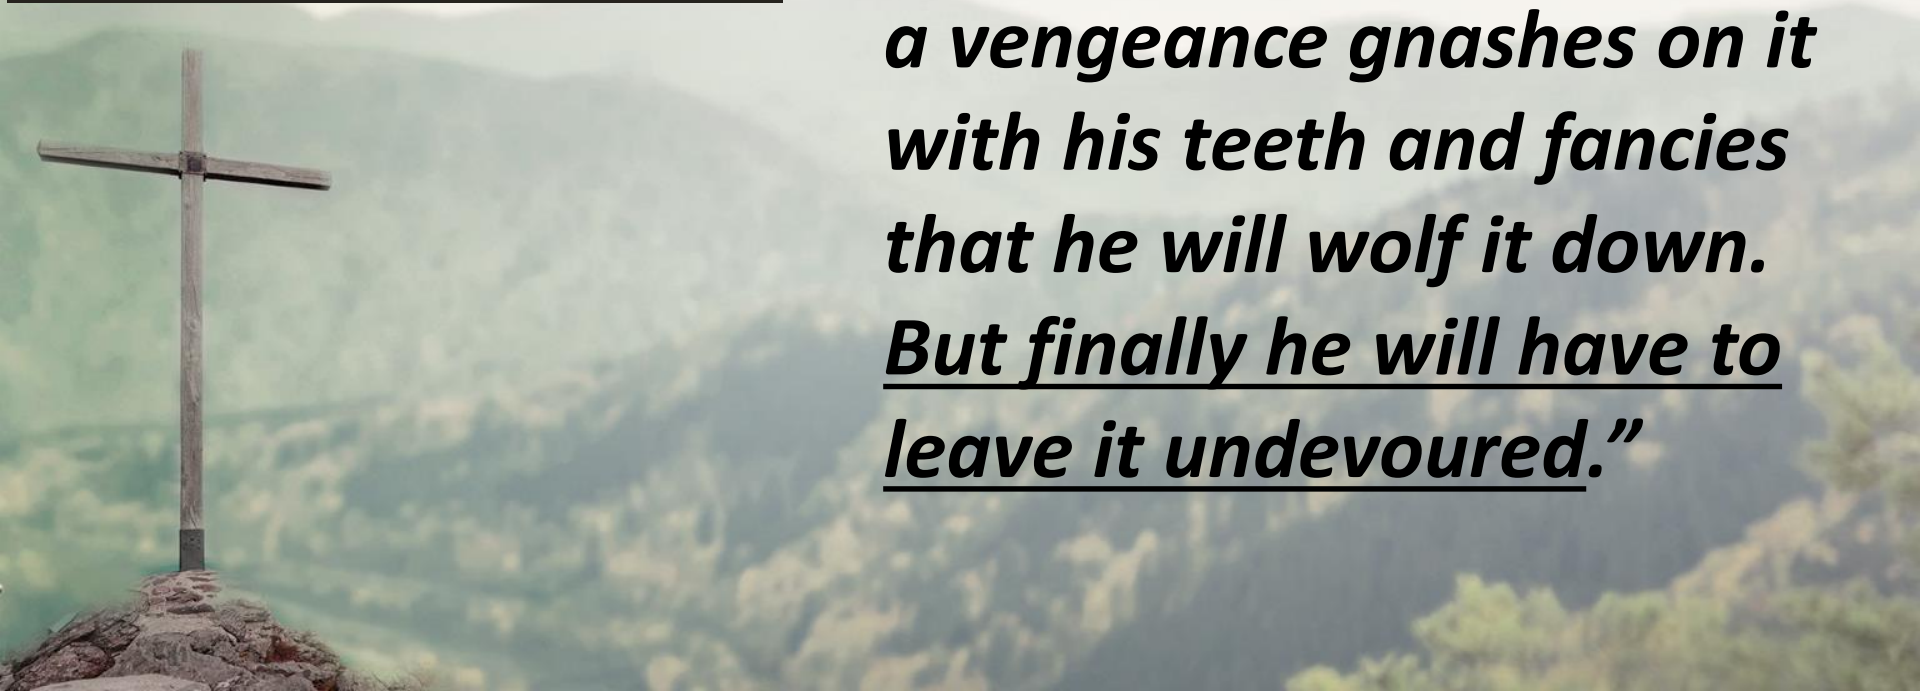 a vengeance gnashes on it
with his teeth and fancies
that he will wolf it down.
But finally he will have to
leave it undevoured.”